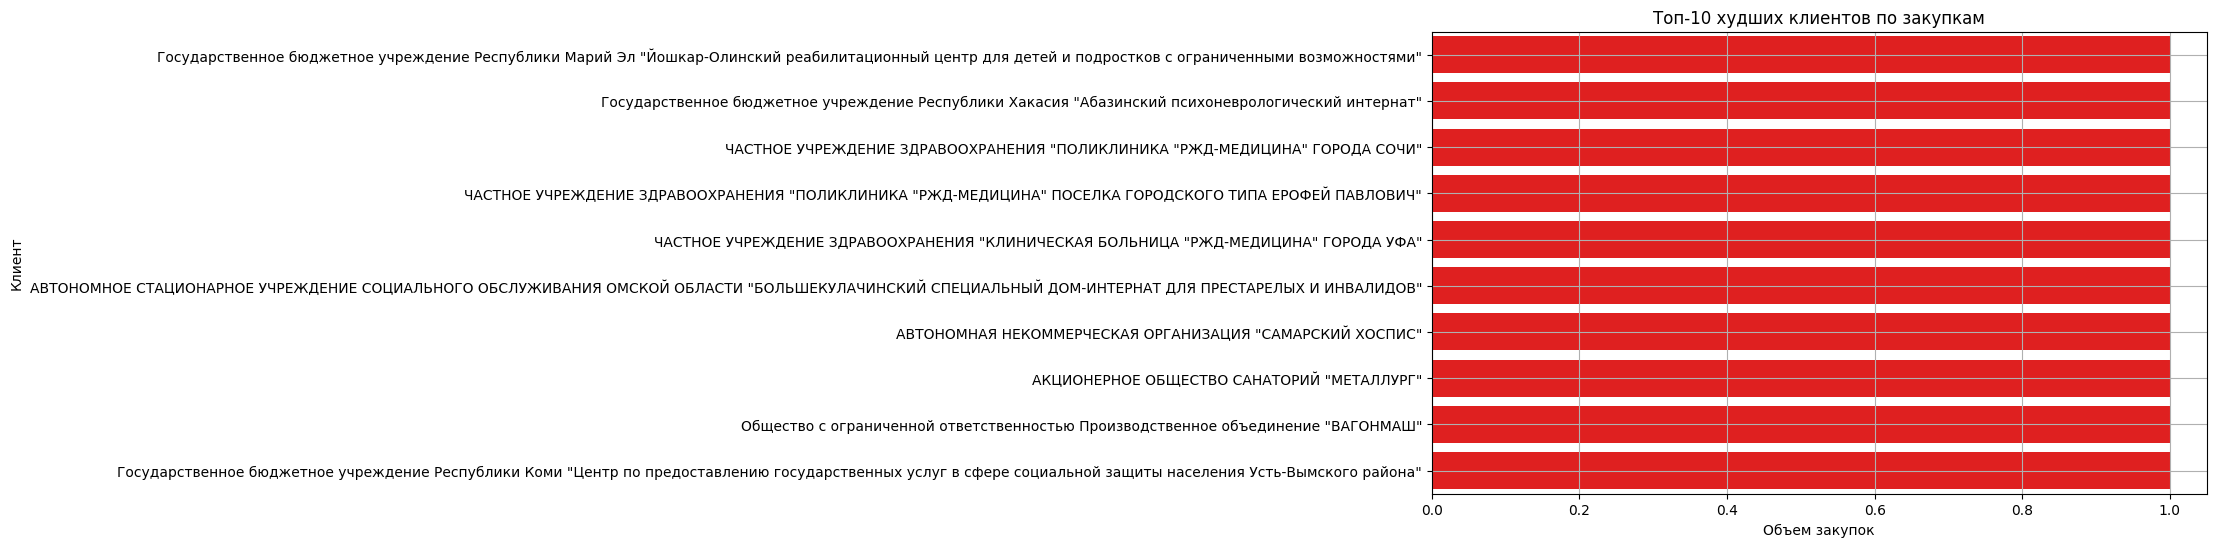 Топ-10 худших клиентов по закупкам
Государственное бюджетное учреждение Республики Марий Эл "Йошкар-Олинский реабилитационный центр для детей и подростков с ограниченными возможностями"
Государственное бюджетное учреждение Республики Хакасия "Абазинский психоневрологический интернат"
ЧАСТНОЕ УЧРЕЖДЕНИЕ ЗДРАВООХРАНЕНИЯ "ПОЛИКЛИНИКА "РЖД-МЕДИЦИНА" ГОРОДА СОЧИ"
ЧАСТНОЕ УЧРЕЖДЕНИЕ ЗДРАВООХРАНЕНИЯ "ПОЛИКЛИНИКА "РЖД-МЕДИЦИНА" ПОСЕЛКА ГОРОДСКОГО ТИПА ЕРОФЕЙ ПАВЛОВИЧ"
ЧАСТНОЕ УЧРЕЖДЕНИЕ ЗДРАВООХРАНЕНИЯ "КЛИНИЧЕСКАЯ БОЛЬНИЦА "РЖД-МЕДИЦИНА" ГОРОДА УФА"
Клиент
АВТОНОМНОЕ СТАЦИОНАРНОЕ УЧРЕЖДЕНИЕ СОЦИАЛЬНОГО ОБСЛУЖИВАНИЯ ОМСКОЙ ОБЛАСТИ "БОЛЬШЕКУЛАЧИНСКИЙ СПЕЦИАЛЬНЫЙ ДОМ-ИНТЕРНАТ ДЛЯ ПРЕСТАРЕЛЫХ И ИНВАЛИДОВ"
АВТОНОМНАЯ НЕКОММЕРЧЕСКАЯ ОРГАНИЗАЦИЯ "САМАРСКИЙ ХОСПИС"
АКЦИОНЕРНОЕ ОБЩЕСТВО САНАТОРИЙ "МЕТАЛЛУРГ"
Общество с ограниченной ответственностью Производственное объединение "ВАГОНМАШ"
Государственное бюджетное учреждение Республики Коми "Центр по предоставлению государственных услуг в сфере социальной защиты населения Усть-Вымского района"
0.0 0.2 0.4 0.6 0.8 1.0
Объем закупок